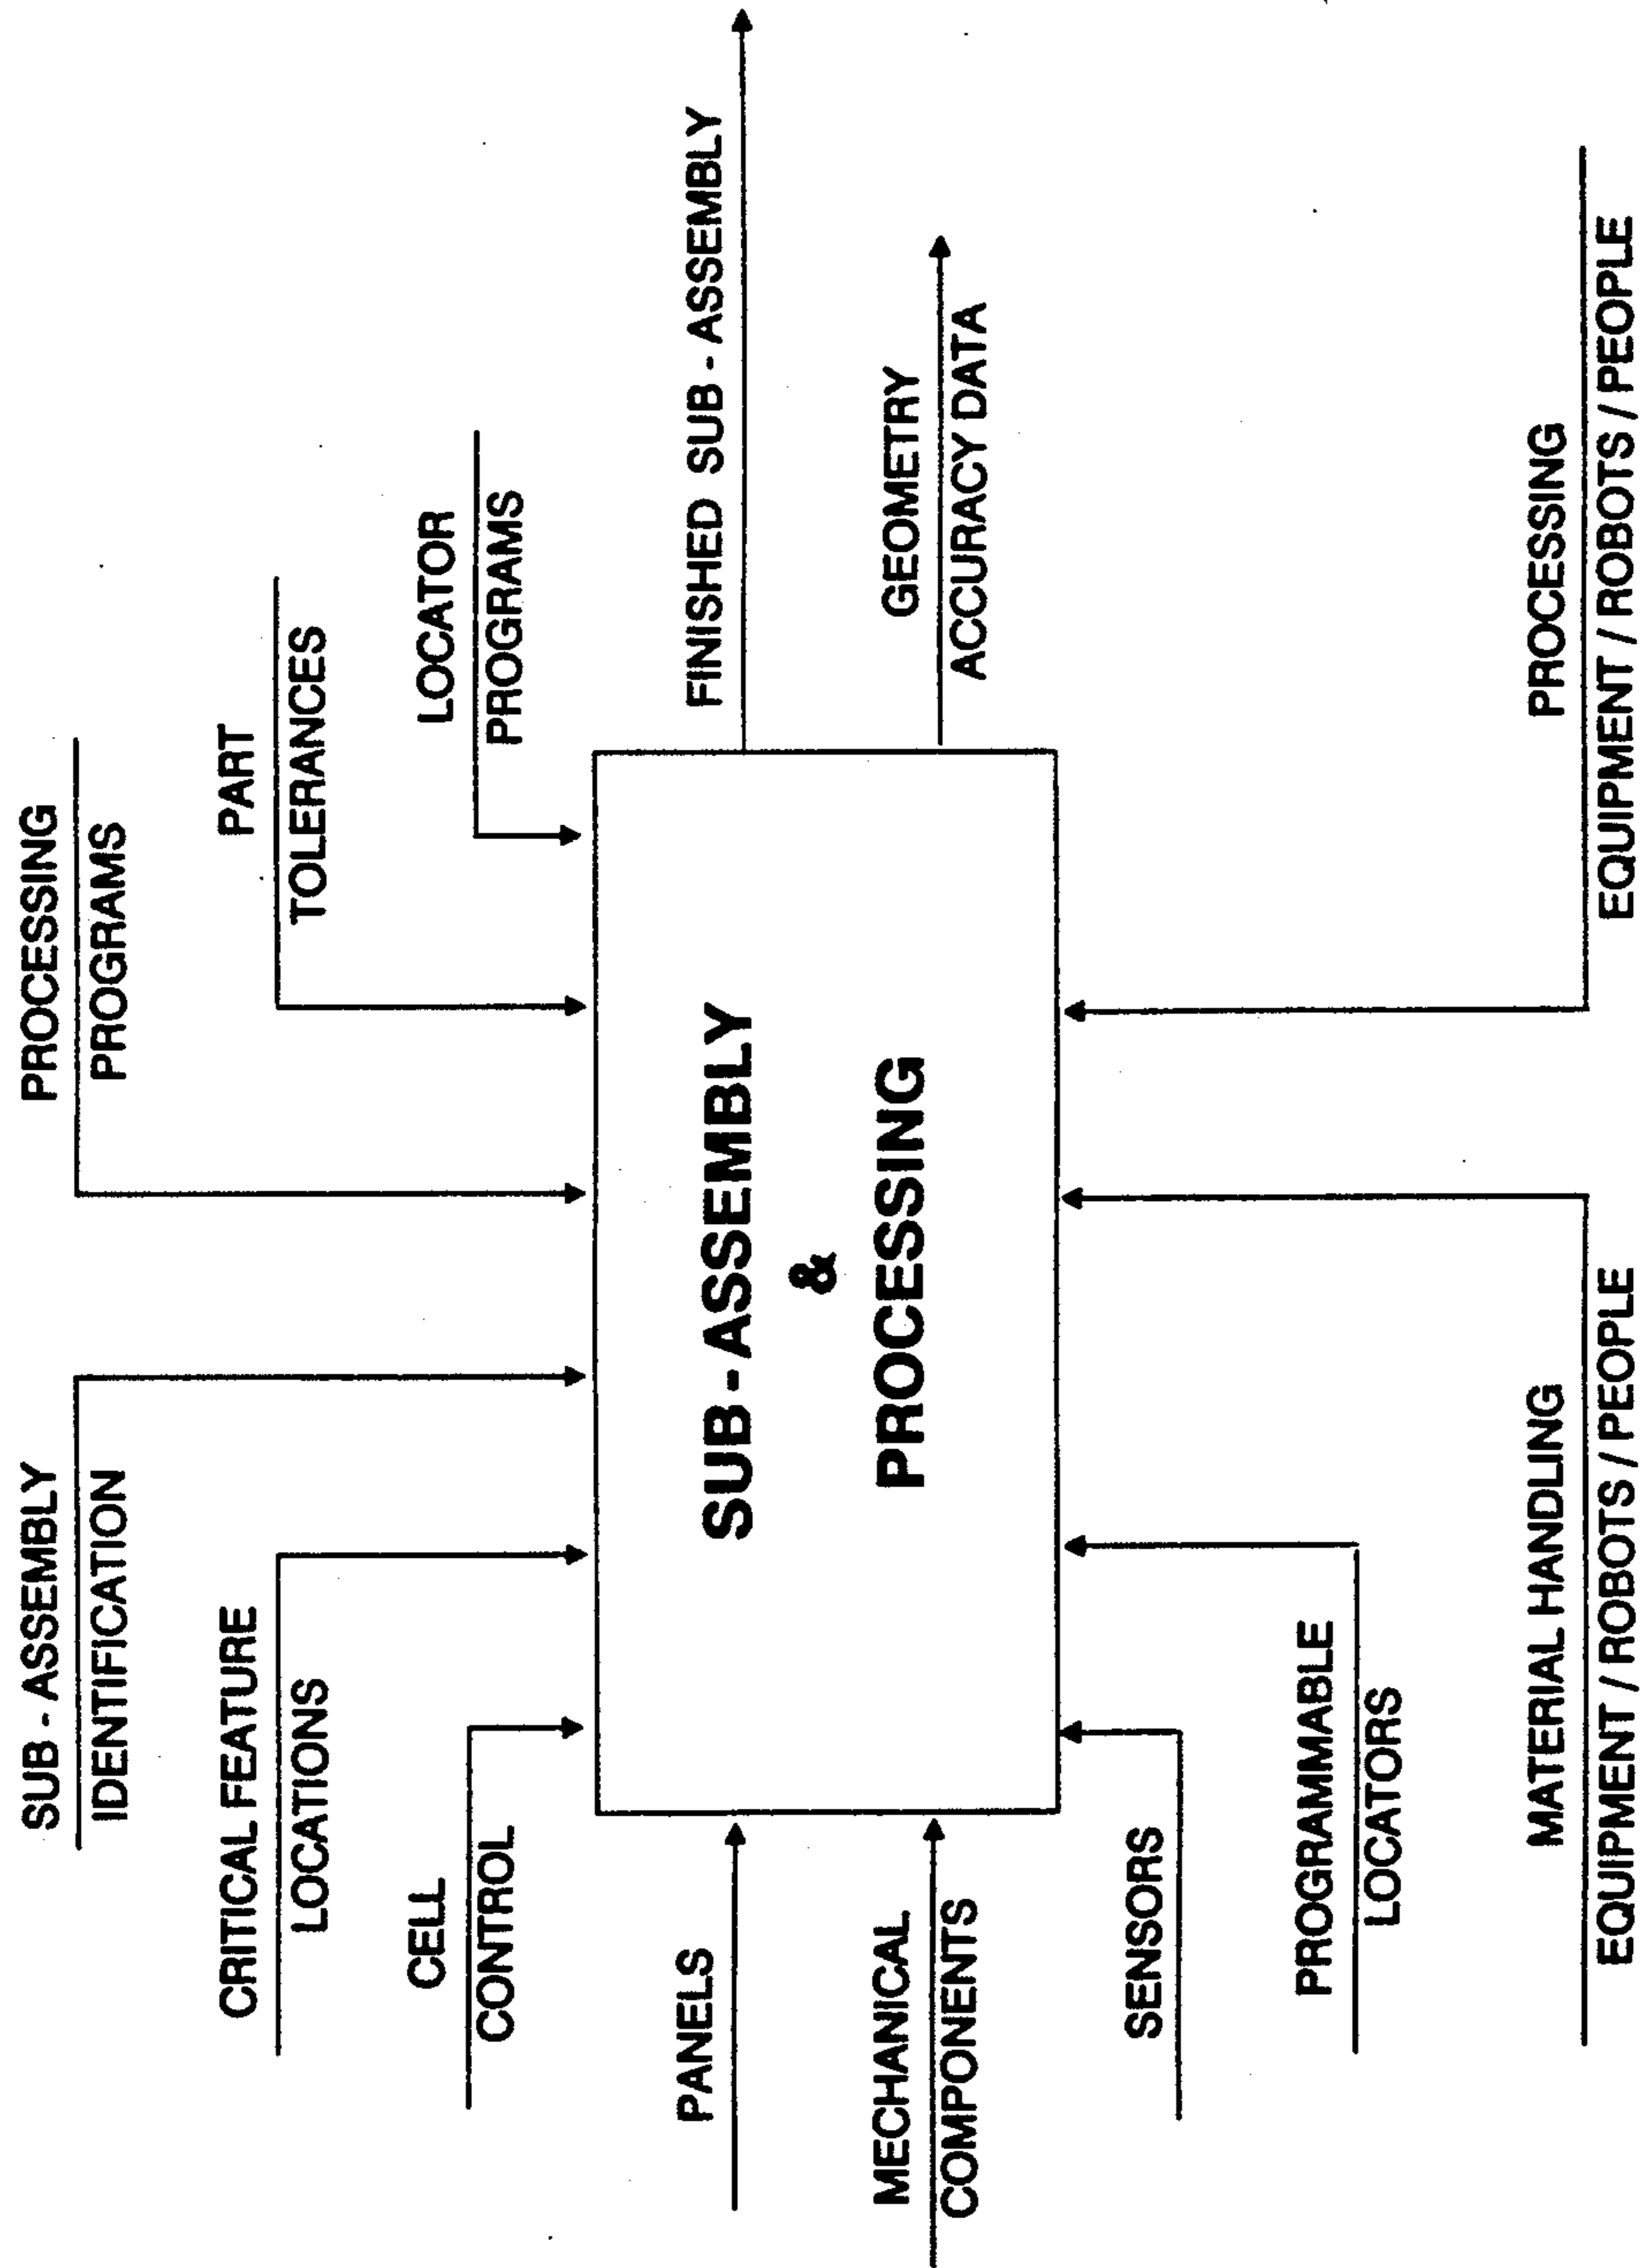 SUB - ASSEMBLY
IDENTIFICATION
PROCESSING
PROGRAMS
CRITICAL FEATURE
LOCATIONS
PART
TOLERANCES
CELL
CONTROL
LOCATOR
PROGRAMS
PANELS
MECHANICAL
COMPONENTS
SUB - ASSEMBLY
&
PROCESSING
FINISHED SUB - ASSEMBLY
GEOMETRY
ACCURACY DATA
SENSORS
PROGRAMMABLE
LOCATORS
MATERIAL HANDLING
EQUIPMENT / ROBOTS / PEOPLE
PROCESSING
EQUIPMENT / ROBOTS / PEOPLE